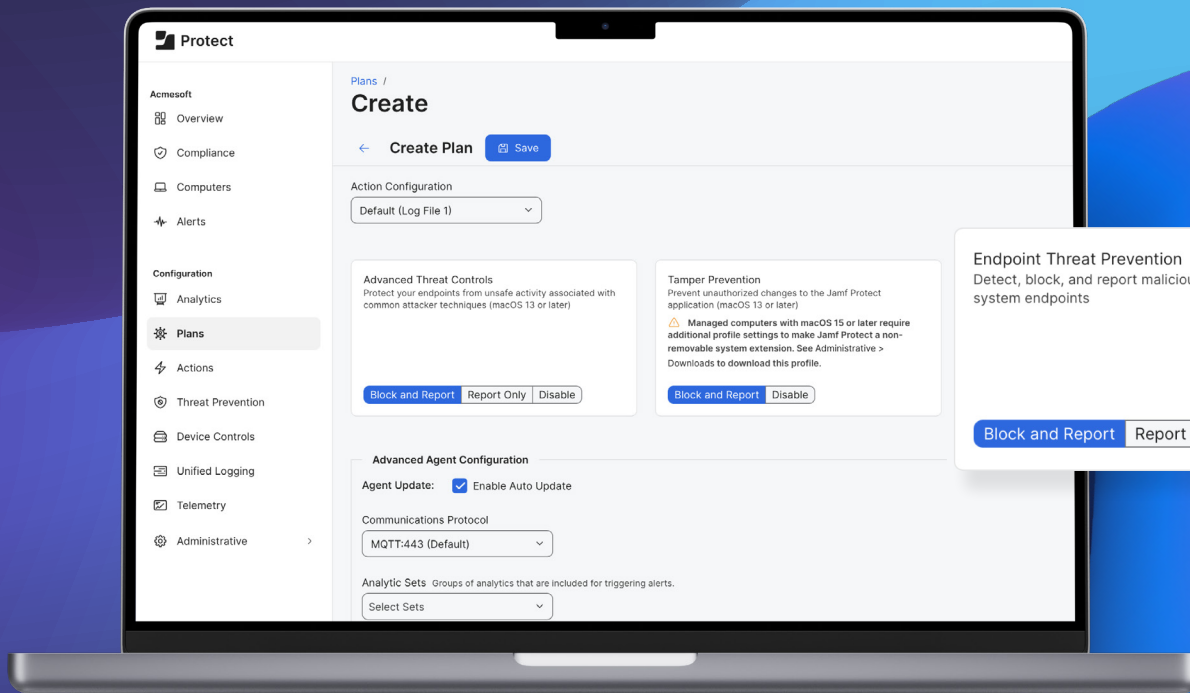 Protect
Acmesoft
Overview
Compliance
Computers
Alerts
Configuration
Analytics
Plans
Actions
Threat Prevention
Device Controls
Unified Logging
Telemetry
Administrative
Plans /
Create
Create Plan
Save
Action Configuration
Default (Log File 1)
Advanced Threat Controls
Protect your endpoints from unsafe activity associated with
common attacker techniques (macOS 13 or later)
Block and Report Report Only Disable
Tamper Prevention
Prevent unauthorized changes to the Jamf Protect
application (macOS 13 or later)
Managed computers with macOS 15 or later require
additional profile settings to make Jamf Protect a non-
removable system extension. See Administrative >
Downloads to download this profile.
Block and Report Disable
Endpoint Threat Prevention
Detect, block, and report maliciou
system endpoints
Block and Report Report
Advanced Agent Configuration
Agent Update: Enable Auto Update
Communications Protocol
MQTT:443 (Default)
Analytic Sets Groups of analytics that are included for triggering alerts.
Select Sets